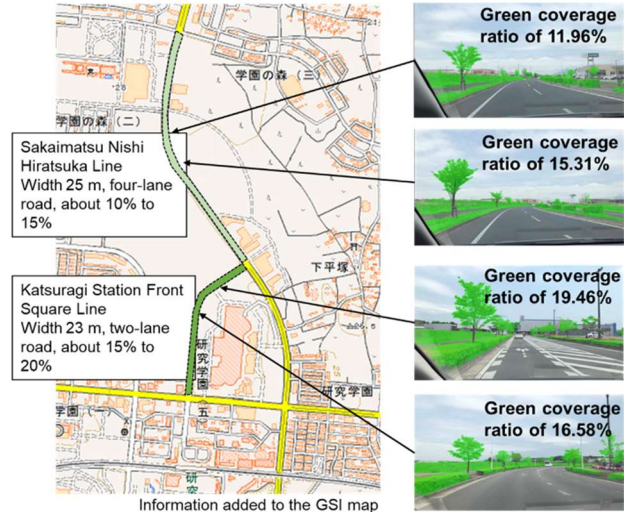 Green coverage
ratio of 11.96%
学園の森（三）
学園の森（二）
Sakaimatsu Nishi
Hiratsuka Line
Width 25 m, four-lane
road, about 10% to
15%
Green coverage
ratio of 15.31%
下平塚
Green coverage
ratio of 19.46%
Katsuragi Station Front
Square Line
Width 23 m, two-lane
road, about 15% to
20%
研究学園（五）
研究学園
Green coverage
ratio of 16.58%
Information added to the GSI map